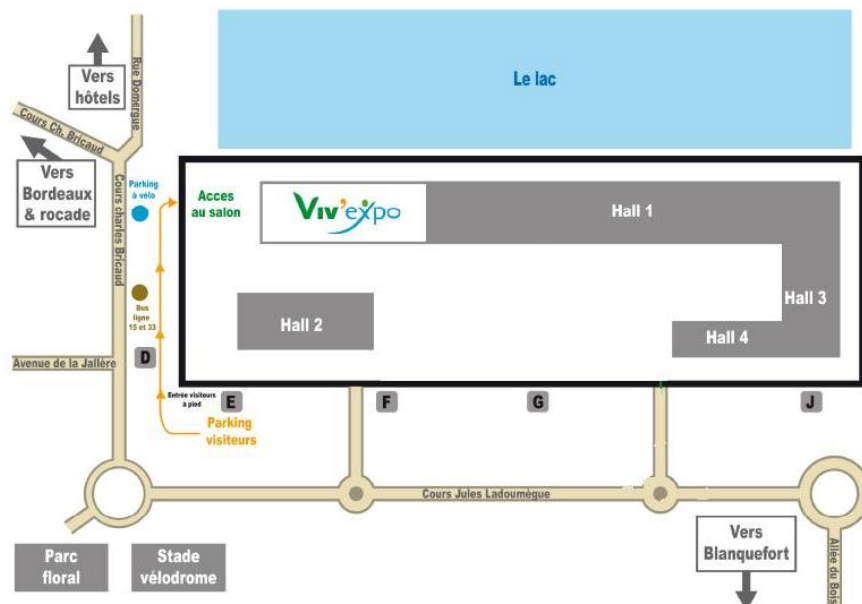 Vers
hôtels
Rue Domergue
Cours Ch. Bricaud
Vers
Bordeaux
& rocade
Cours charles Bricaud
Le lac
Parking
à vélo
Acces
au salon
Viv'expo
Hall 1
Bus
ligne
15 et 33
Hall 2
Hall 3
Hall 4
D
Avenue de la Jallère
Entrée visiteurs
à pied
E
F
G
J
Parking
visiteurs
Cours Jules Ladoumègue
Parc
floral
Stade
vélodrome
Vers
Blanquefort
Allée du Bois